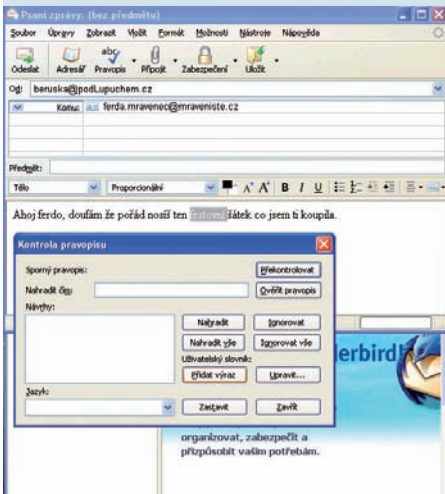 Psaní zprávy: (bez předmětu)
Soubor Úpravy Zobrazit Vložit Formát Možnosti Nástroje Nápověda
Odeslat Adresář Pravopis Připojit Zabezpečení Uložit
Od: beruska@podLupuchem.cz
Komu: ferda.mravenec@mraveniste.cz
Předmět:
Tělo Proporcionální A A B I U
Ahoj ferdo, doufám že pořád nosíš ten šátek co jsem ti koupila.
Kontrola pravopisu
Sporný pravopis: Překontrolovat
Nahradit čím: Ověřit pravopis
Návrhy:
Nahradit Ignorovat
Nahradit vše Ignorovat vše
Uživatelský slovník:
Přidat výraz Upravit...
Jazyk:
Zastavit Zavřít
erbird
organizovat, zabezpečit a
přizpůsobit vašim potřebám.